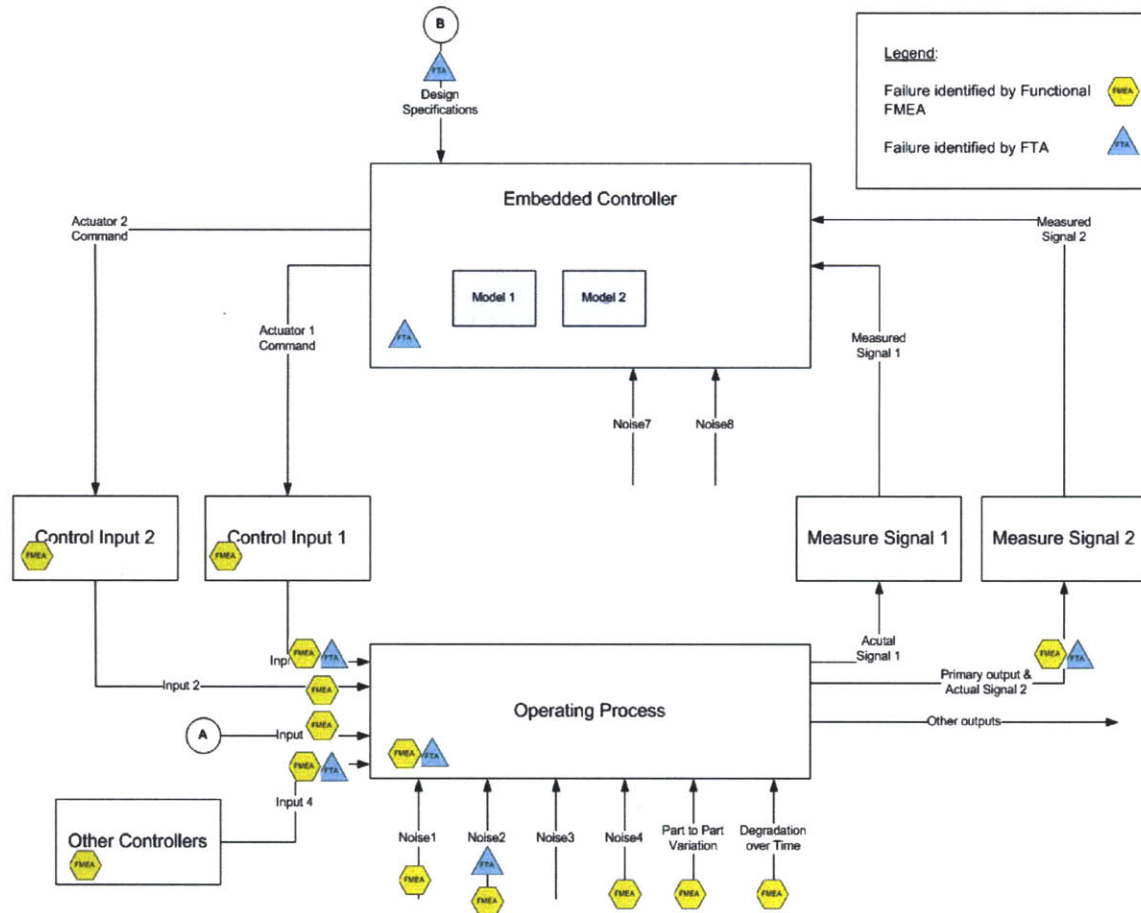 B
FTA
Design
Specifications
Legend:
Failure identified by Functional
FMEA
FMEA
Failure identified by FTA
FTA
Embedded Controller
Actuator 2
Command
Measured
Signal 2
Model 1
Model 2
FTA
Actuator 1
Command
Measured
Signal 1
Noise7
Noise8
Control Input 2
FMEA
Control Input 1
FMEA
Measure Signal 1
Measure Signal 2
Inpu
FMEA
FTA
Acutal
Signal 1
FMEA
FTA
Input 2
FMEA
Primary output &
Actual Signal 2
Operating Process
A
Input
FMEA
Other outputs
FMEA
FTA
FMEA
FTA
Input 4
Other Controllers
FMEA
Noise1
Noise2
Noise3
Noise4
Part to Part
Variation
Degradation
over Time
FMEA
FTA
FMEA
FMEA
FMEA
FMEA